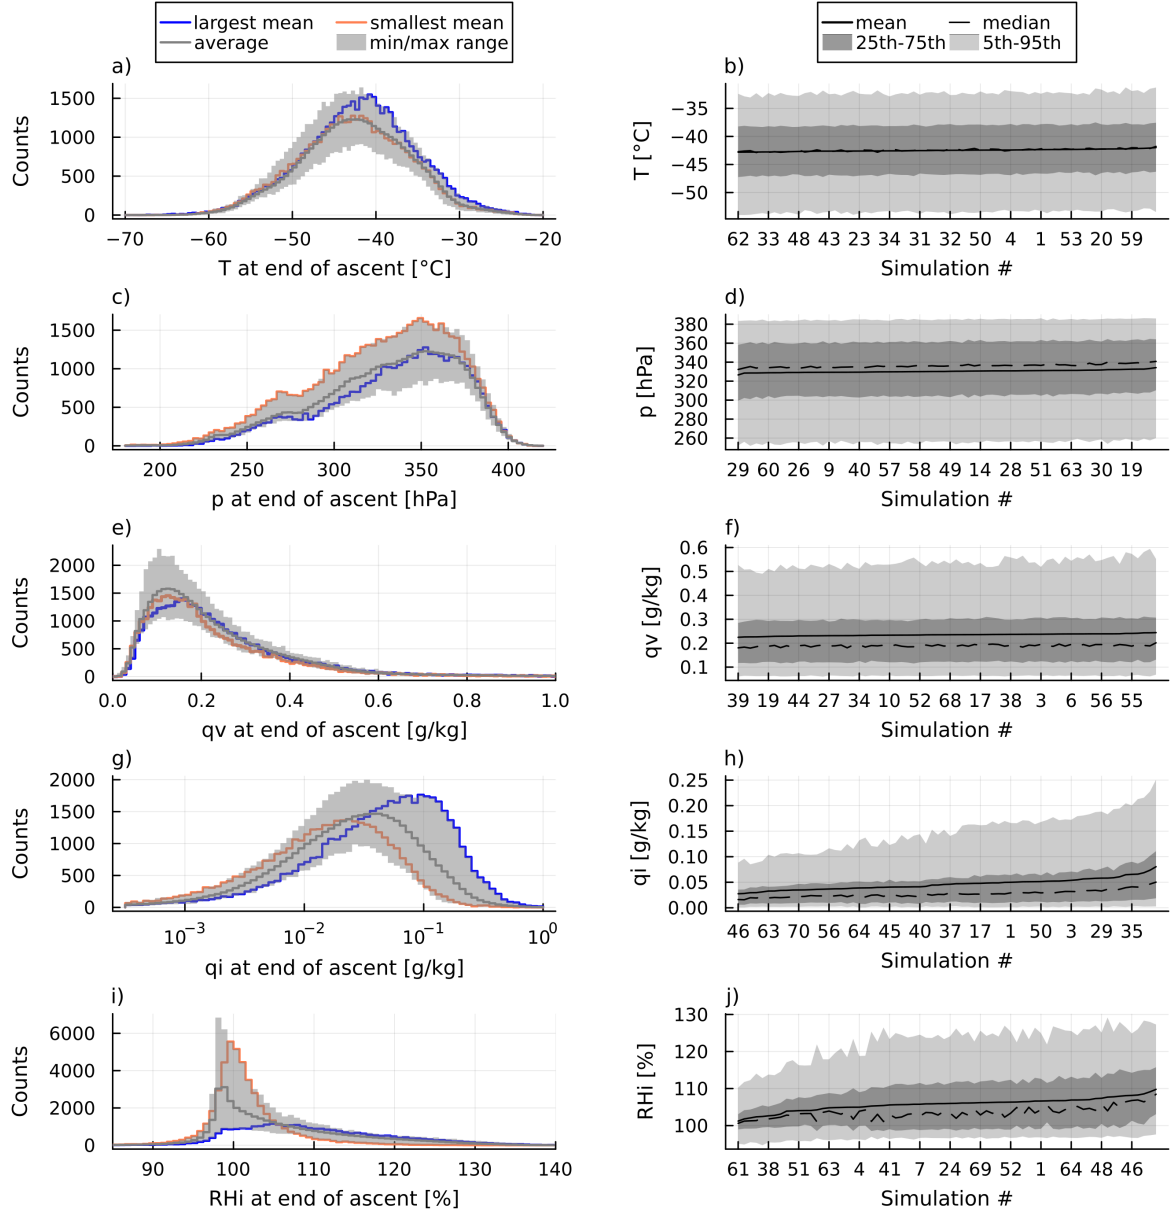 largest mean smallest mean
average min/max range
mean median
25th-75th 5th-95th
a)
1500
1000
500
0
Counts
−70 −60 −50 −40 −30 −20
T at end of ascent [°C]
b)
−35
−40
−45
−50
T [°C]
62 33 48 43 23 34 31 32 50 4 1 53 20 59
Simulation #
c)
1500
1000
500
0
Counts
200 250 300 350 400
p at end of ascent [hPa]
d)
380
360
340
320
300
280
260
p [hPa]
29 60 26 9 40 57 58 49 14 28 51 63 30 19
Simulation #
e)
2000
1500
1000
500
0
Counts
0.0 0.2 0.4 0.6 0.8 1.0
qv at end of ascent [g/kg]
f)
0.6
0.5
0.4
0.3
0.2
0.1
qv [g/kg]
39 19 44 27 34 10 52 68 17 38 3 6 56 55
Simulation #
g)
2000
1500
1000
500
0
Counts
10⁻³ 10⁻² 10⁻¹ 10⁰
qi at end of ascent [g/kg]
h)
0.25
0.20
0.15
0.10
0.05
0.00
qi [g/kg]
46 63 70 56 64 45 40 37 17 1 50 3 29 35
Simulation #
i)
6000
4000
2000
0
Counts
90 100 110 120 130 140
RHi at end of ascent [%]
j)
130
120
110
100
RHi [%]
61 38 51 63 4 41 7 24 69 52 1 64 48 46
Simulation #